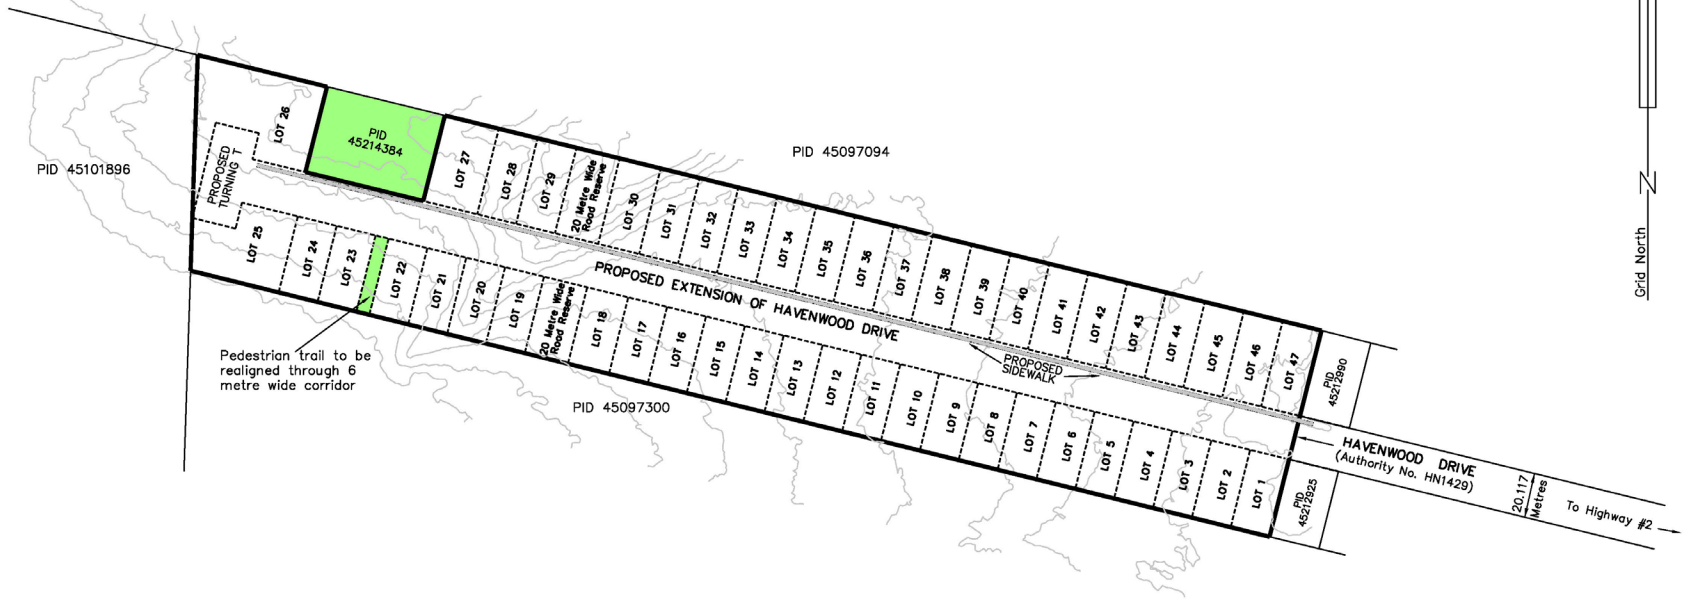 LOT 26
PID
45214384
PID 45101896
PROPOSED
TURNING T
LOT 27
LOT 28
LOT 29
20 Metre Wide
Road Reserve
LOT 30
LOT 31
LOT 32
LOT 33
LOT 34
LOT 35
LOT 36
LOT 37
LOT 38
LOT 39
LOT 40
LOT 41
LOT 42
LOT 43
LOT 44
LOT 45
LOT 46
LOT 47
PID 45097094
N
Grid North
PROPOSED EXTENSION OF HAVENWOOD DRIVE
PROPOSED
SIDEWALK
LOT 25
LOT 24
LOT 23
LOT 22
LOT 21
LOT 20
LOT 19
20 Metre Wide
Road Reserve
LOT 18
LOT 17
LOT 16
LOT 15
LOT 14
LOT 13
LOT 12
LOT 11
LOT 10
LOT 9
LOT 8
LOT 7
LOT 6
LOT 5
LOT 4
LOT 3
LOT 2
LOT 1
Pedestrian trail to be
realigned through 6
metre wide corridor
PID 45097300
PID
45212990
HAVENWOOD DRIVE
(Authority No. HN1429)
PID
45212925
20.117
Metres
To Highway #2